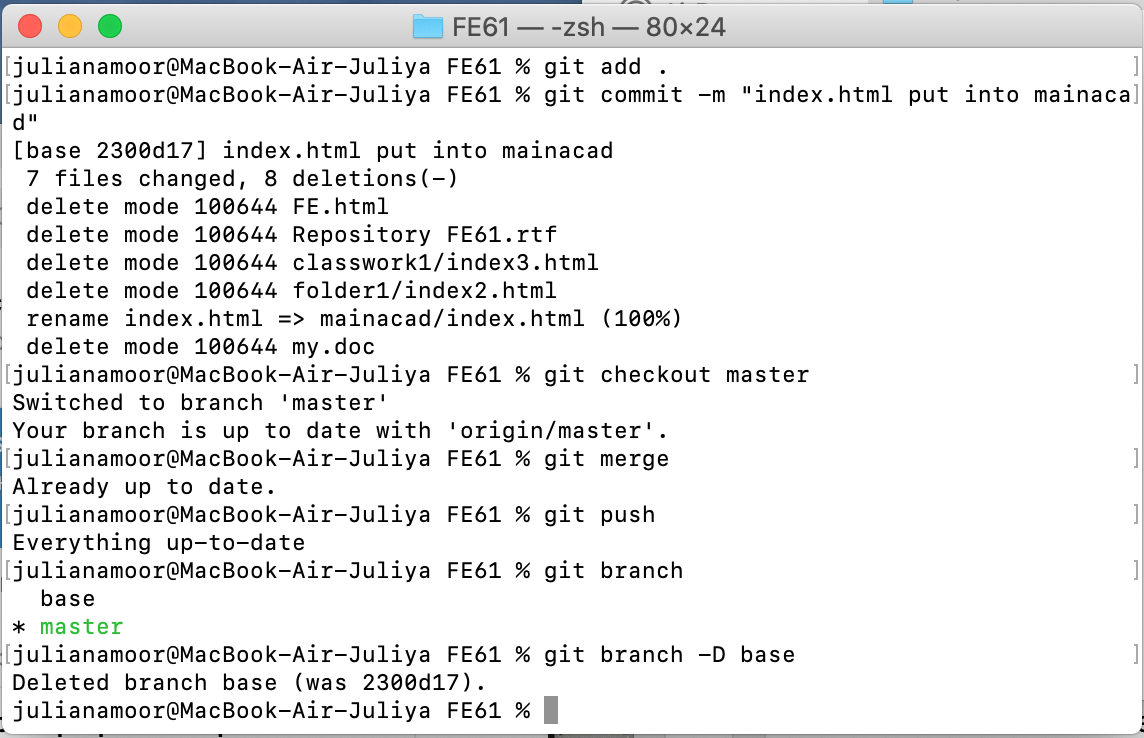 FE61 — -zsh — 80×24
[julianamoor@MacBook-Air-Juliya FE61 % git add .]
[julianamoor@MacBook-Air-Juliya FE61 % git commit -m "index.html put into mainaca]
d"
[base 2300d17] index.html put into mainacad
 7 files changed, 8 deletions(-)
 delete mode 100644 FE.html
 delete mode 100644 Repository FE61.rtf
 delete mode 100644 classwork1/index3.html
 delete mode 100644 folder1/index2.html
 rename index.html => mainacad/index.html (100%)
 delete mode 100644 my.doc
[julianamoor@MacBook-Air-Juliya FE61 % git checkout master]
Switched to branch 'master'
Your branch is up to date with 'origin/master'.
[julianamoor@MacBook-Air-Juliya FE61 % git merge]
Already up to date.
[julianamoor@MacBook-Air-Juliya FE61 % git push]
Everything up-to-date
[julianamoor@MacBook-Air-Juliya FE61 % git branch]
  base
* master
[julianamoor@MacBook-Air-Juliya FE61 % git branch -D base]
Deleted branch base (was 2300d17).
julianamoor@MacBook-Air-Juliya FE61 %